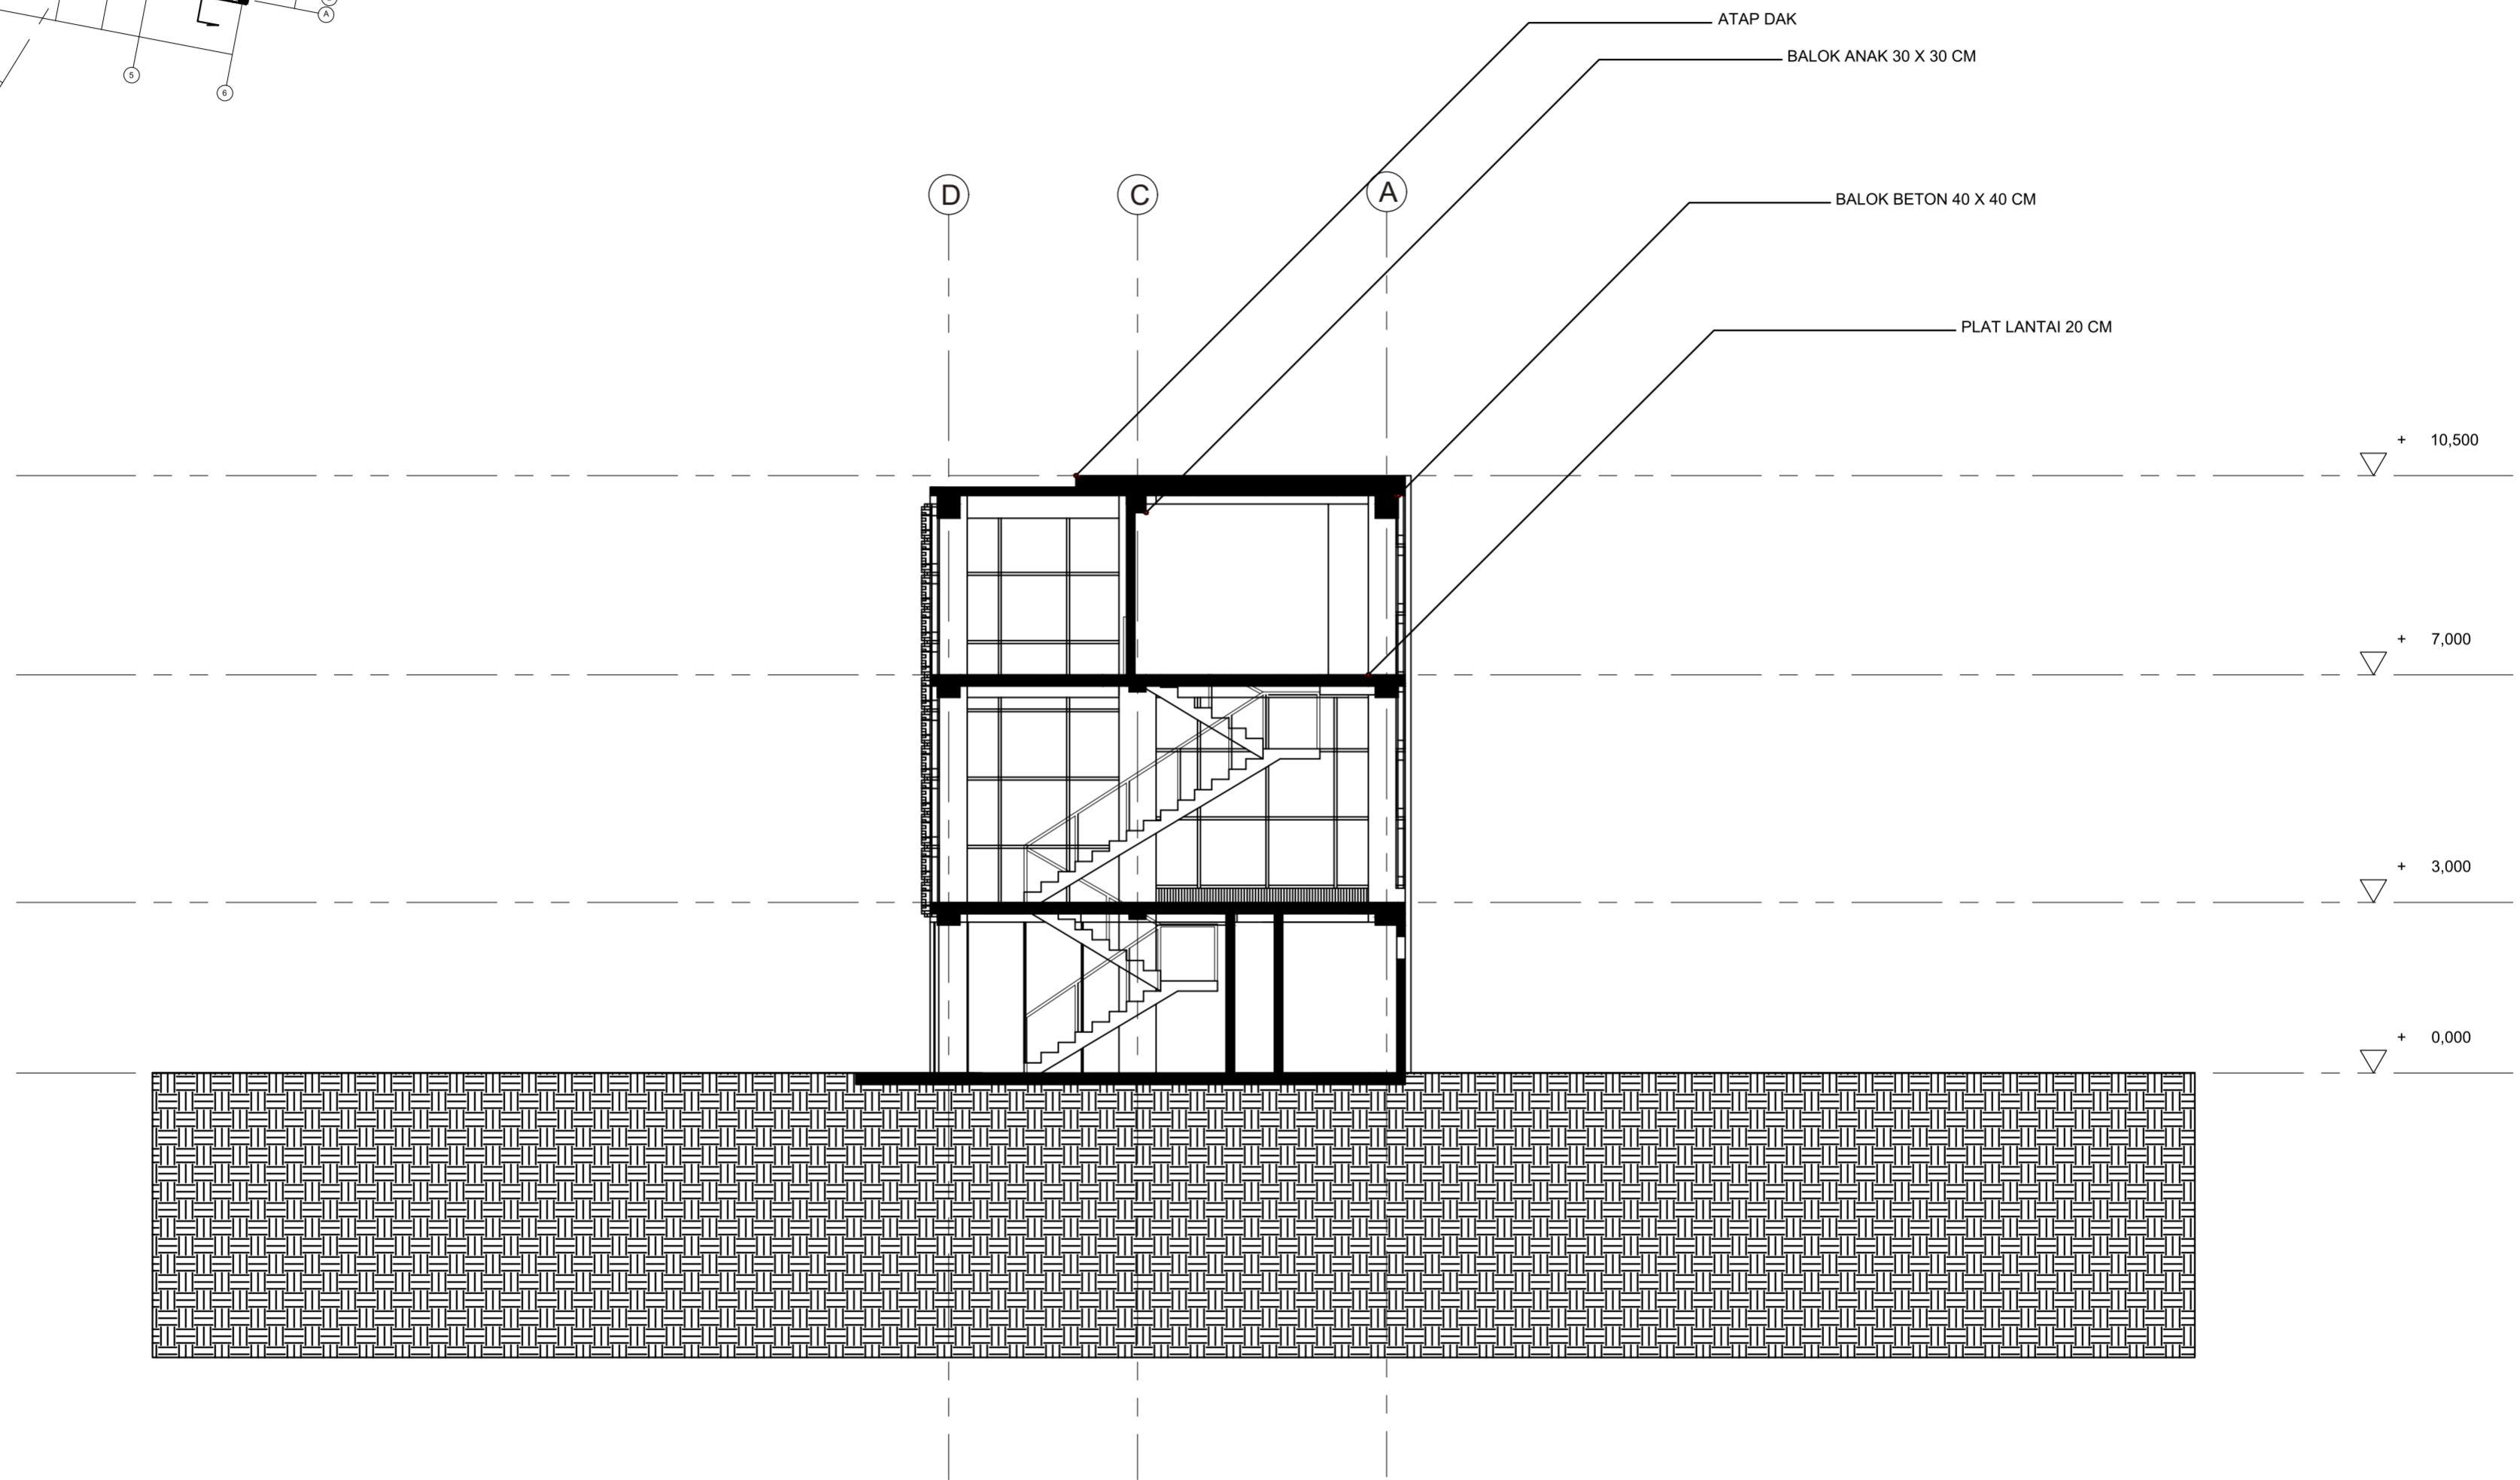 A
5
6
ATAP DAK
BALOK ANAK 30 X 30 CM
D
C
A
BALOK BETON 40 X 40 CM
PLAT LANTAI 20 CM
+ 10,500
+ 7,000
+ 3,000
+ 0,000